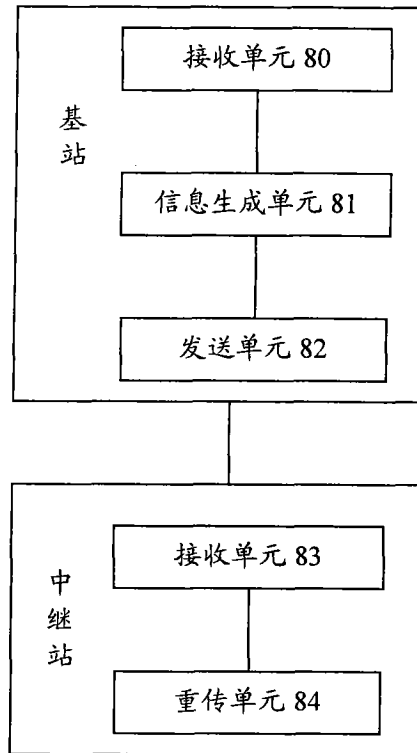 接收单元 80
基站
信息生成单元 81
发送单元 82
接收单元 83
中继站
重传单元 84